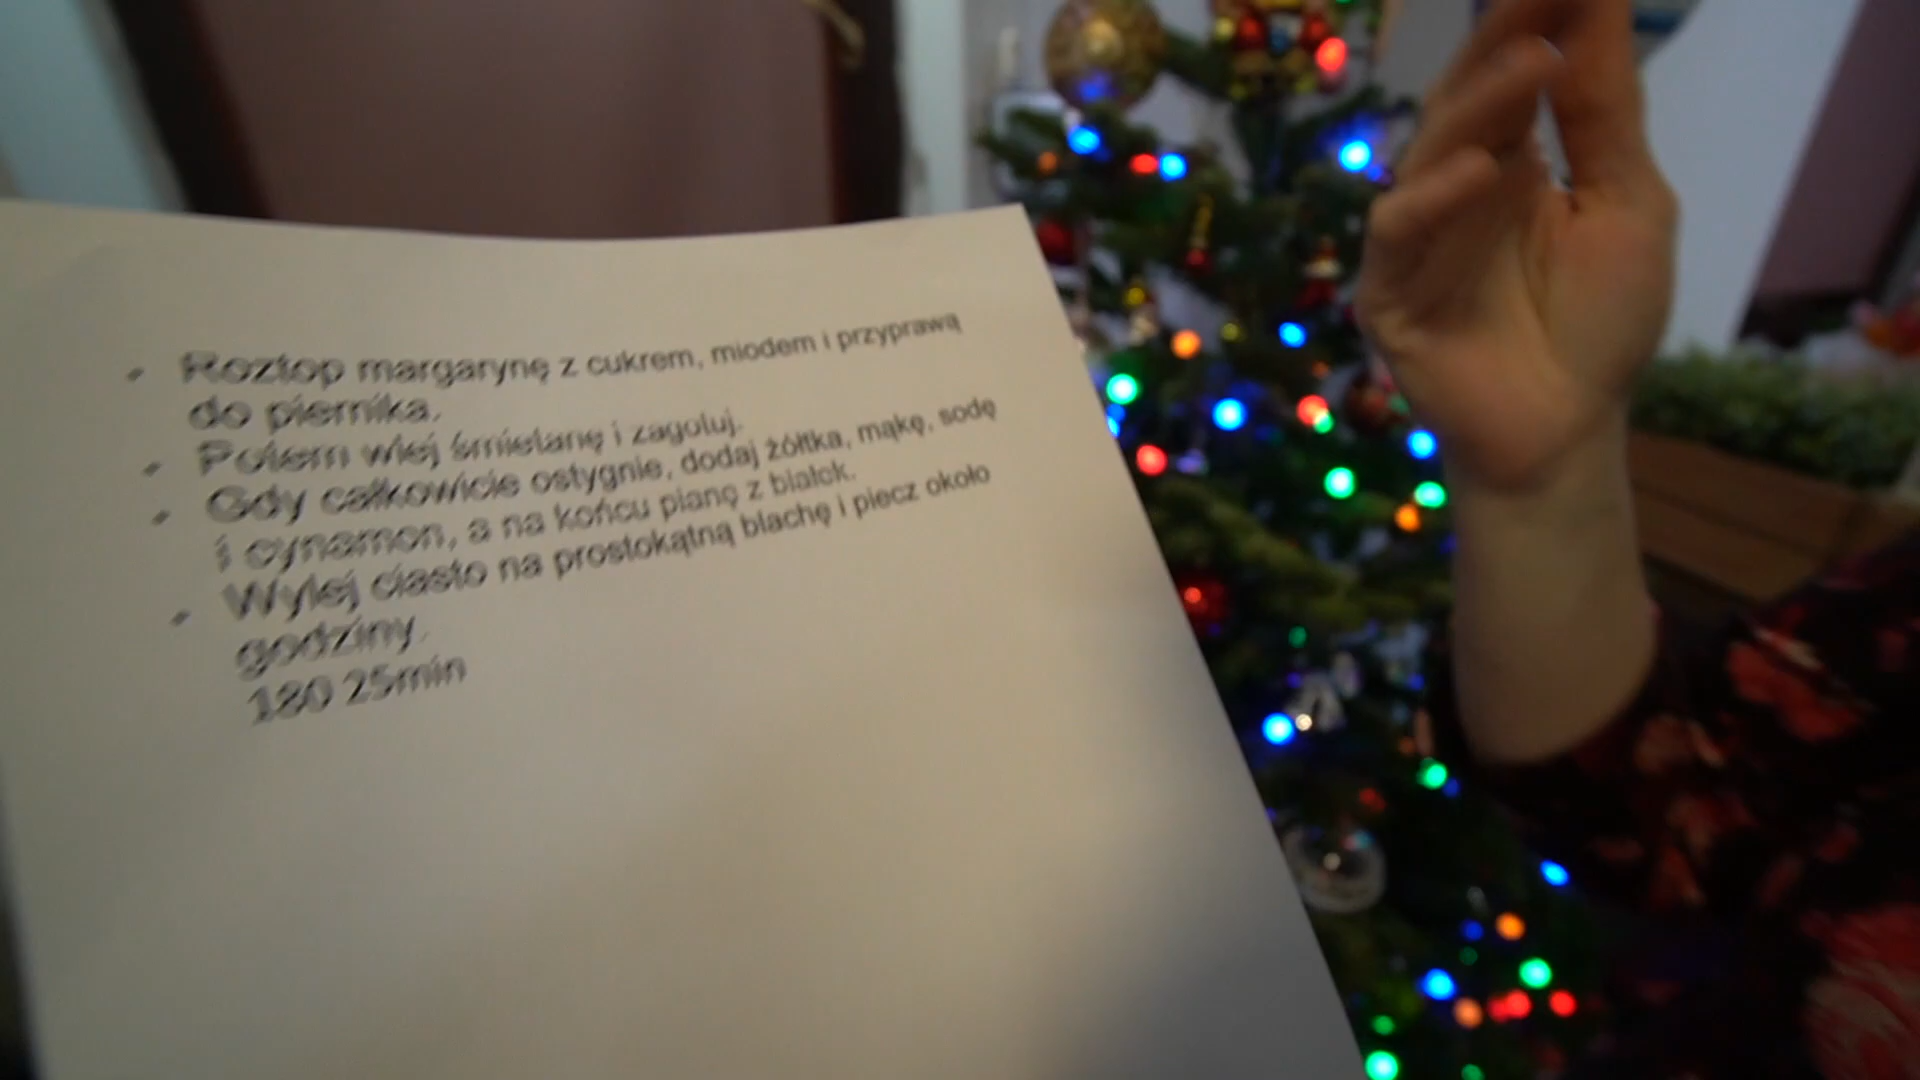 • Roztop margarynę z cukrem, miodem i przyprawą
do piernika.
• Potem wlej śmietanę i zagotuj.
• Gdy całkowicie ostygnie, dodaj żółtka, mąkę, sodę
i cynamon, a na końcu pianę z białek.
• Wylej ciasto na prostokątną blachę i piecz około
godziny.
180 25min